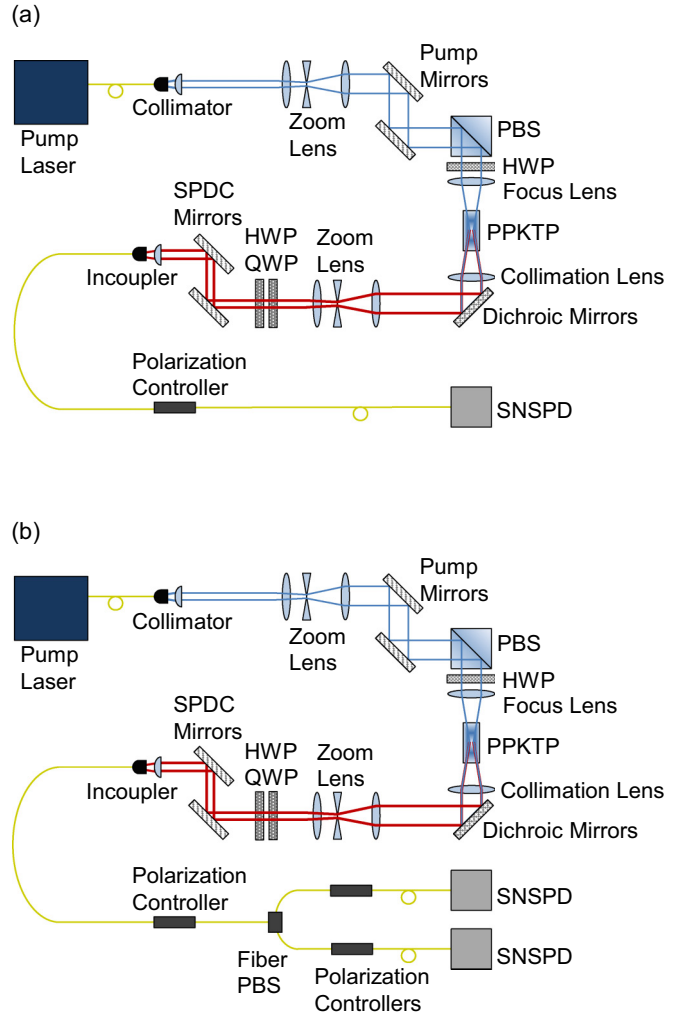 (a)
Pump
Mirrors
Collimator
Zoom
Lens
PBS
Pump
Laser
HWP
Focus Lens
SPDC
Mirrors
PPKTP
HWP
QWP
Zoom
Lens
Incoupler
Collimation Lens
Dichroic Mirrors
Polarization
Controller
SNSPD
(b)
Pump
Mirrors
Collimator
Zoom
Lens
PBS
Pump
Laser
HWP
Focus Lens
SPDC
Mirrors
PPKTP
HWP
QWP
Zoom
Lens
Incoupler
Collimation Lens
Dichroic Mirrors
Polarization
Controller
SNSPD
SNSPD
Fiber
PBS
Polarization
Controllers